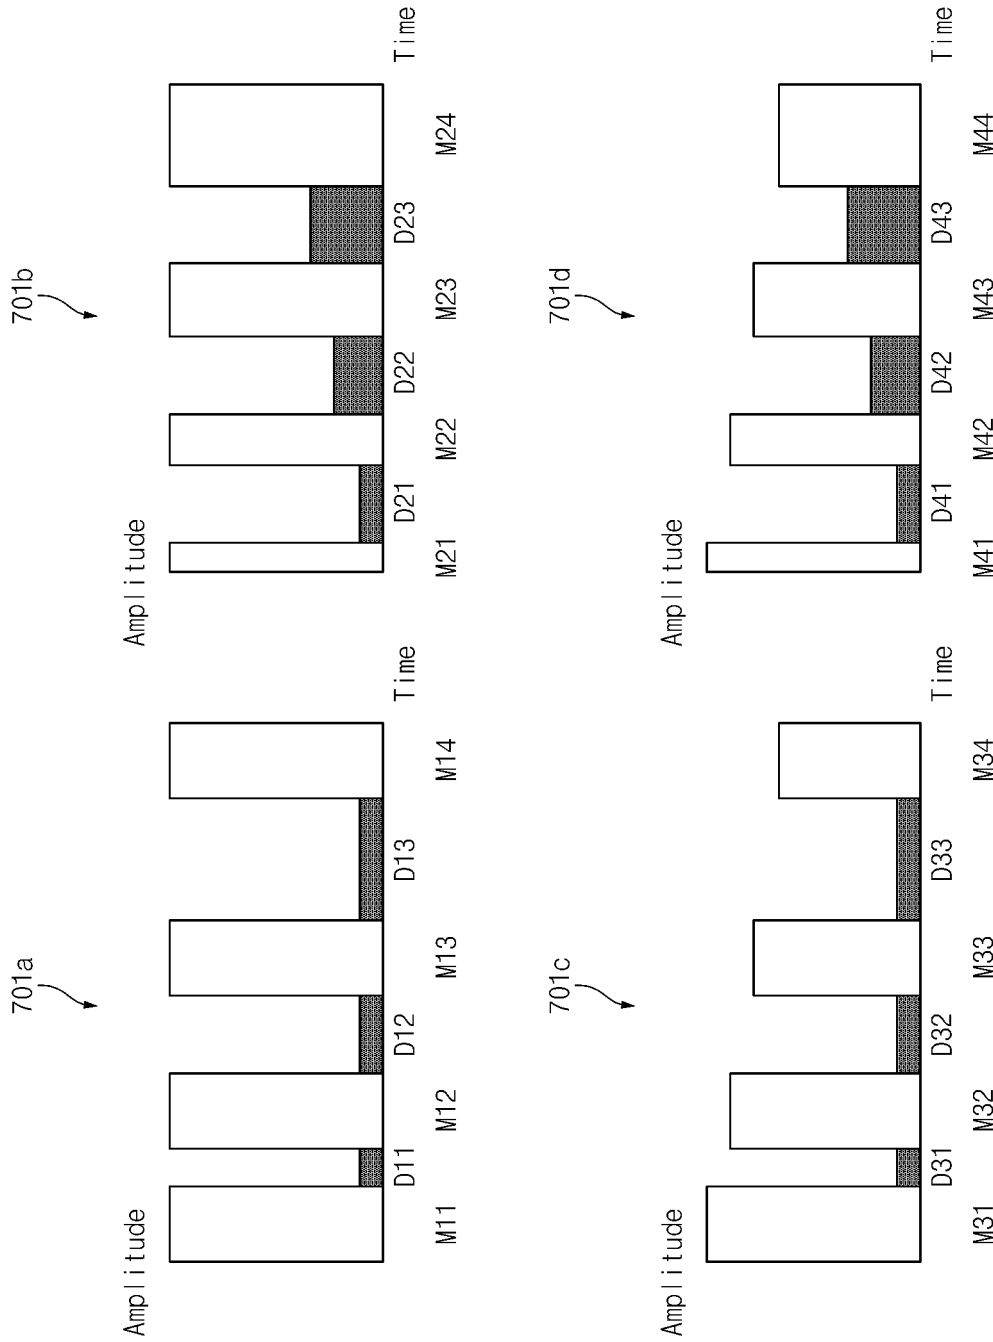 701a
Amplitude
Time
D11 D12 D13
M11 M12 M13 M14
701b
Amplitude
Time
D21 D22 D23
M21 M22 M23 M24
701c
Amplitude
Time
D31 D32 D33
M31 M32 M33 M34
701d
Amplitude
Time
D41 D42 D43
M41 M42 M43 M44